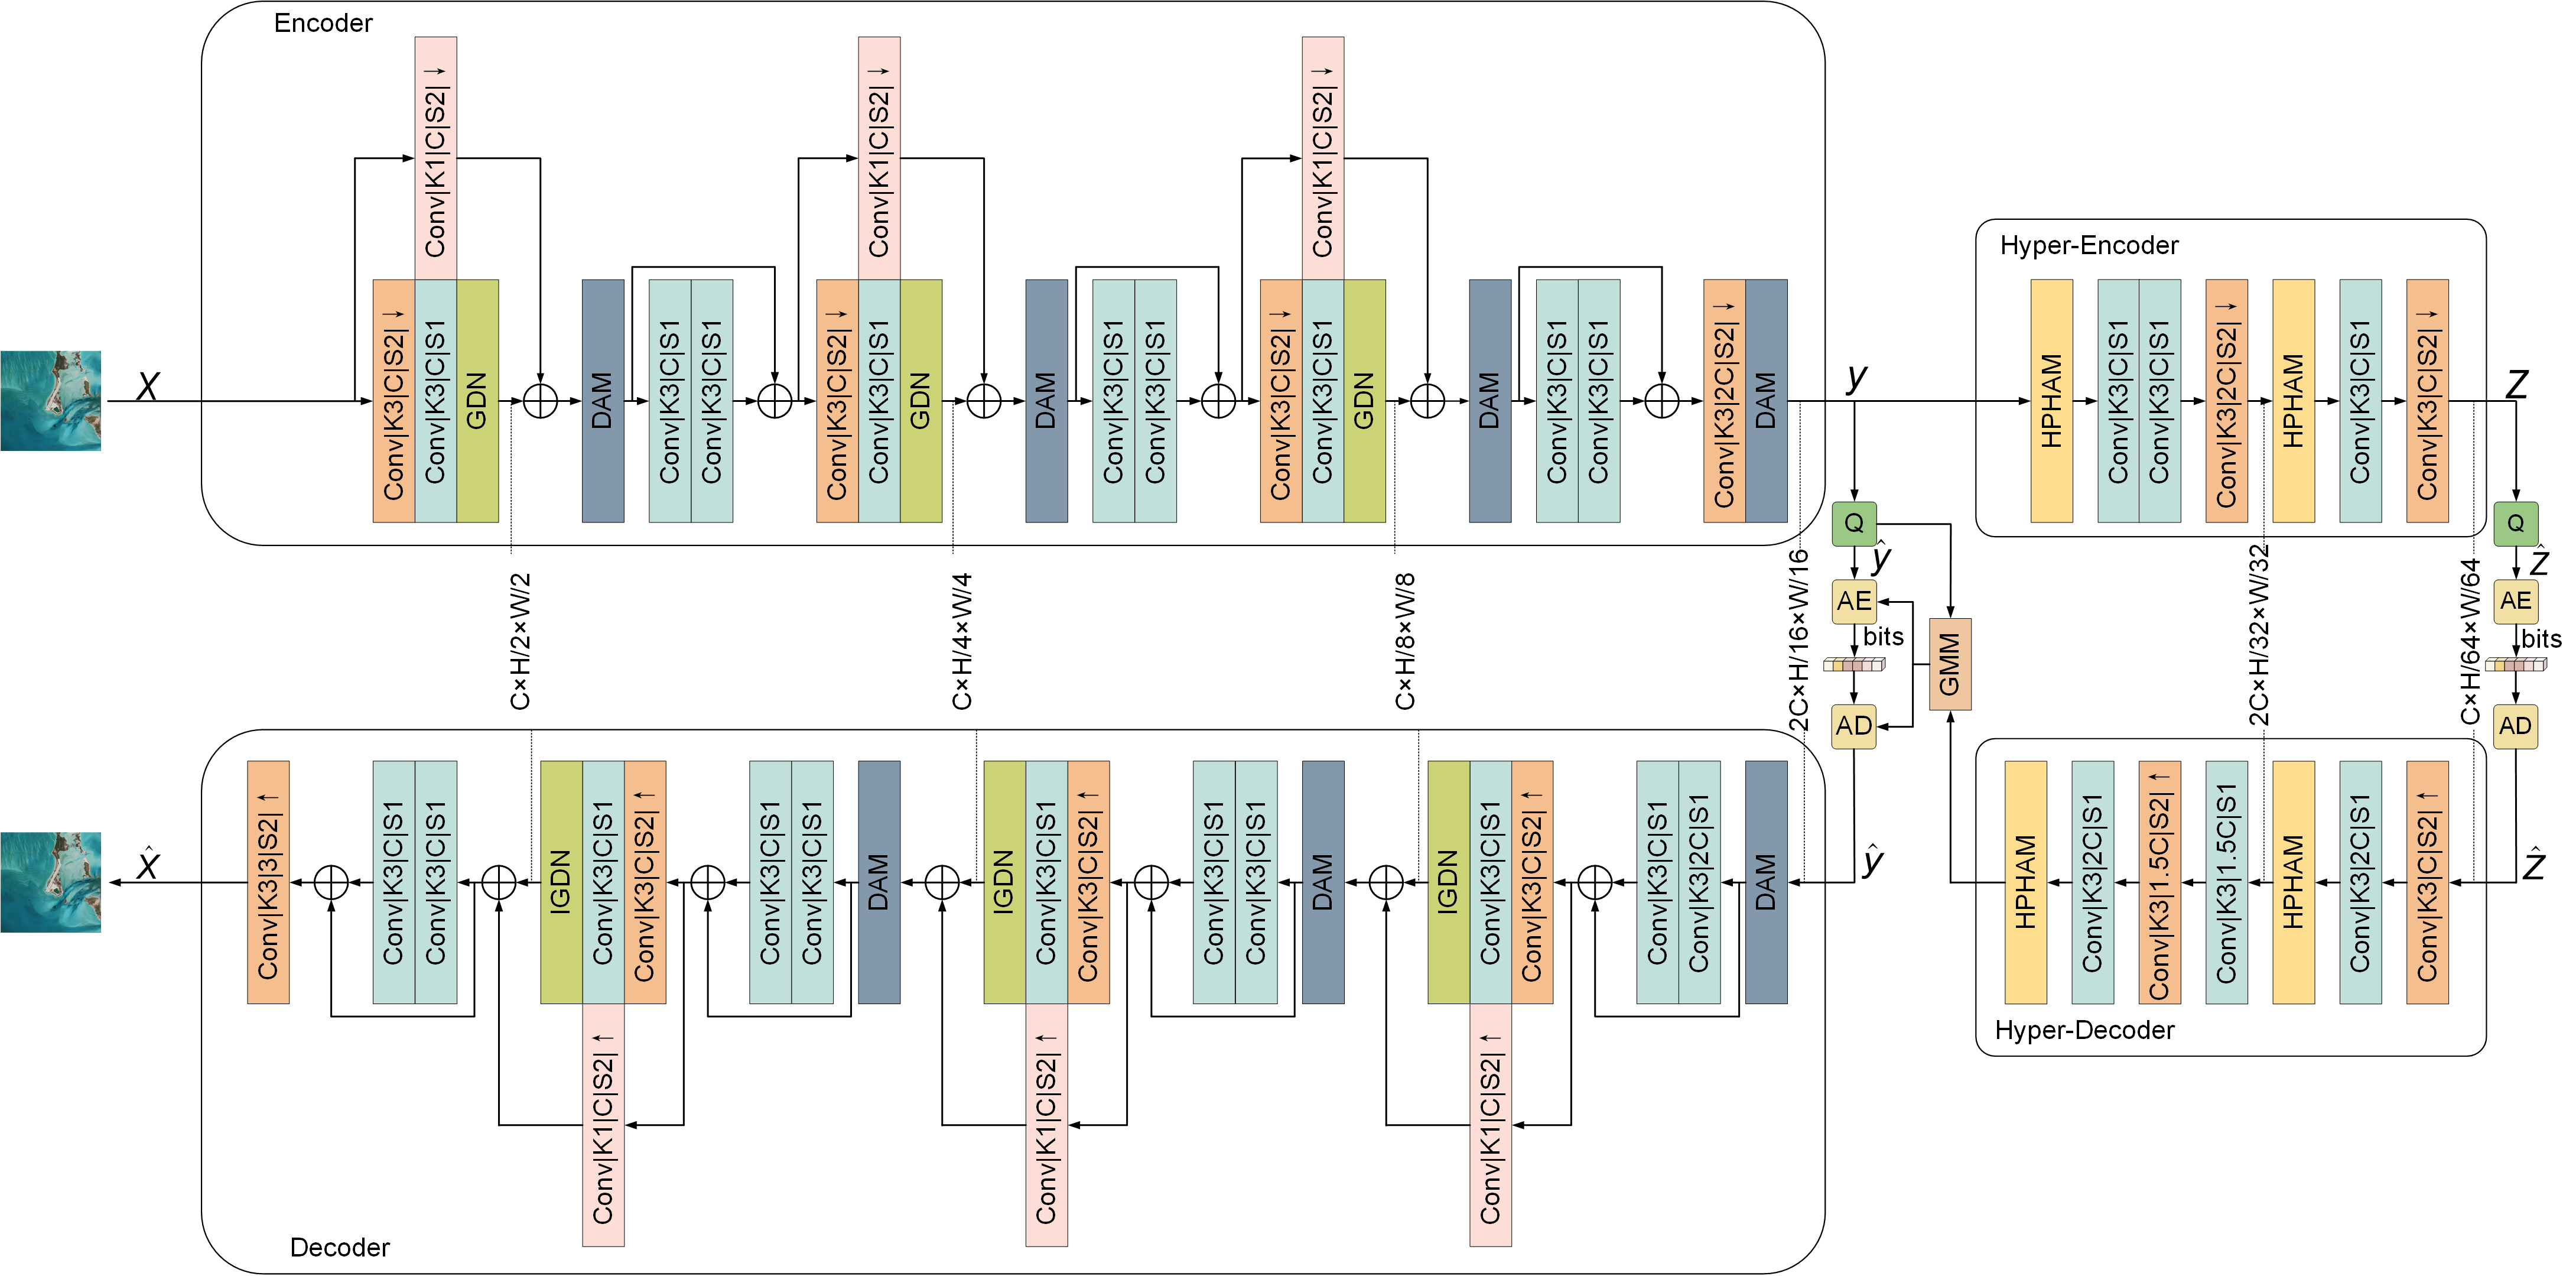 Encoder
Conv|K1|C|S2|↓
Conv|K1|C|S2|↓
Conv|K1|C|S2|↓
X
Conv|K3|C|S2|↓
Conv|K3|C|S1
GDN
DAM
Conv|K3|C|S1
Conv|K3|C|S1
Conv|K3|C|S2|↓
Conv|K3|C|S1
GDN
DAM
Conv|K3|C|S1
Conv|K3|C|S1
Conv|K3|C|S2|↓
Conv|K3|C|S1
GDN
DAM
Conv|K3|C|S1
Conv|K3|C|S1
Conv|K3|2C|S2|↓
DAM
y
Hyper-Encoder
HPHAM
Conv|K3|C|S1
Conv|K3|C|S1
Conv|K3|2C|S2|↓
HPHAM
Conv|K3|C|S1
Conv|K3|C|S2|↓
Z
C×H/2×W/2
C×H/4×W/4
C×H/8×W/8
2C×H/16×W/16
Q
ŷ
AE
bits
AD
GMM
2C×H/32×W/32
C×H/64×W/64
Q
ẑ
AE
bits
AD
X̂
Conv|K3|3|S2|↑
Conv|K3|C|S1
Conv|K3|C|S1
IGDN
Conv|K3|C|S1
Conv|K3|C|S2|↑
Conv|K3|C|S1
Conv|K3|C|S1
DAM
IGDN
Conv|K3|C|S1
Conv|K3|C|S2|↑
Conv|K3|C|S1
Conv|K3|C|S1
DAM
IGDN
Conv|K3|C|S1
Conv|K3|C|S2|↑
Conv|K3|C|S1
Conv|K3|2C|S1
DAM
ŷ
HPHAM
Conv|K3|2C|S1
Conv|K3|1.5C|S2|↑
Conv|K3|1.5C|S1
HPHAM
Conv|K3|2C|S1
Conv|K3|C|S2|↑
ẑ
Hyper-Decoder
Conv|K1|C|S2|↑
Conv|K1|C|S2|↑
Conv|K1|C|S2|↑
Decoder